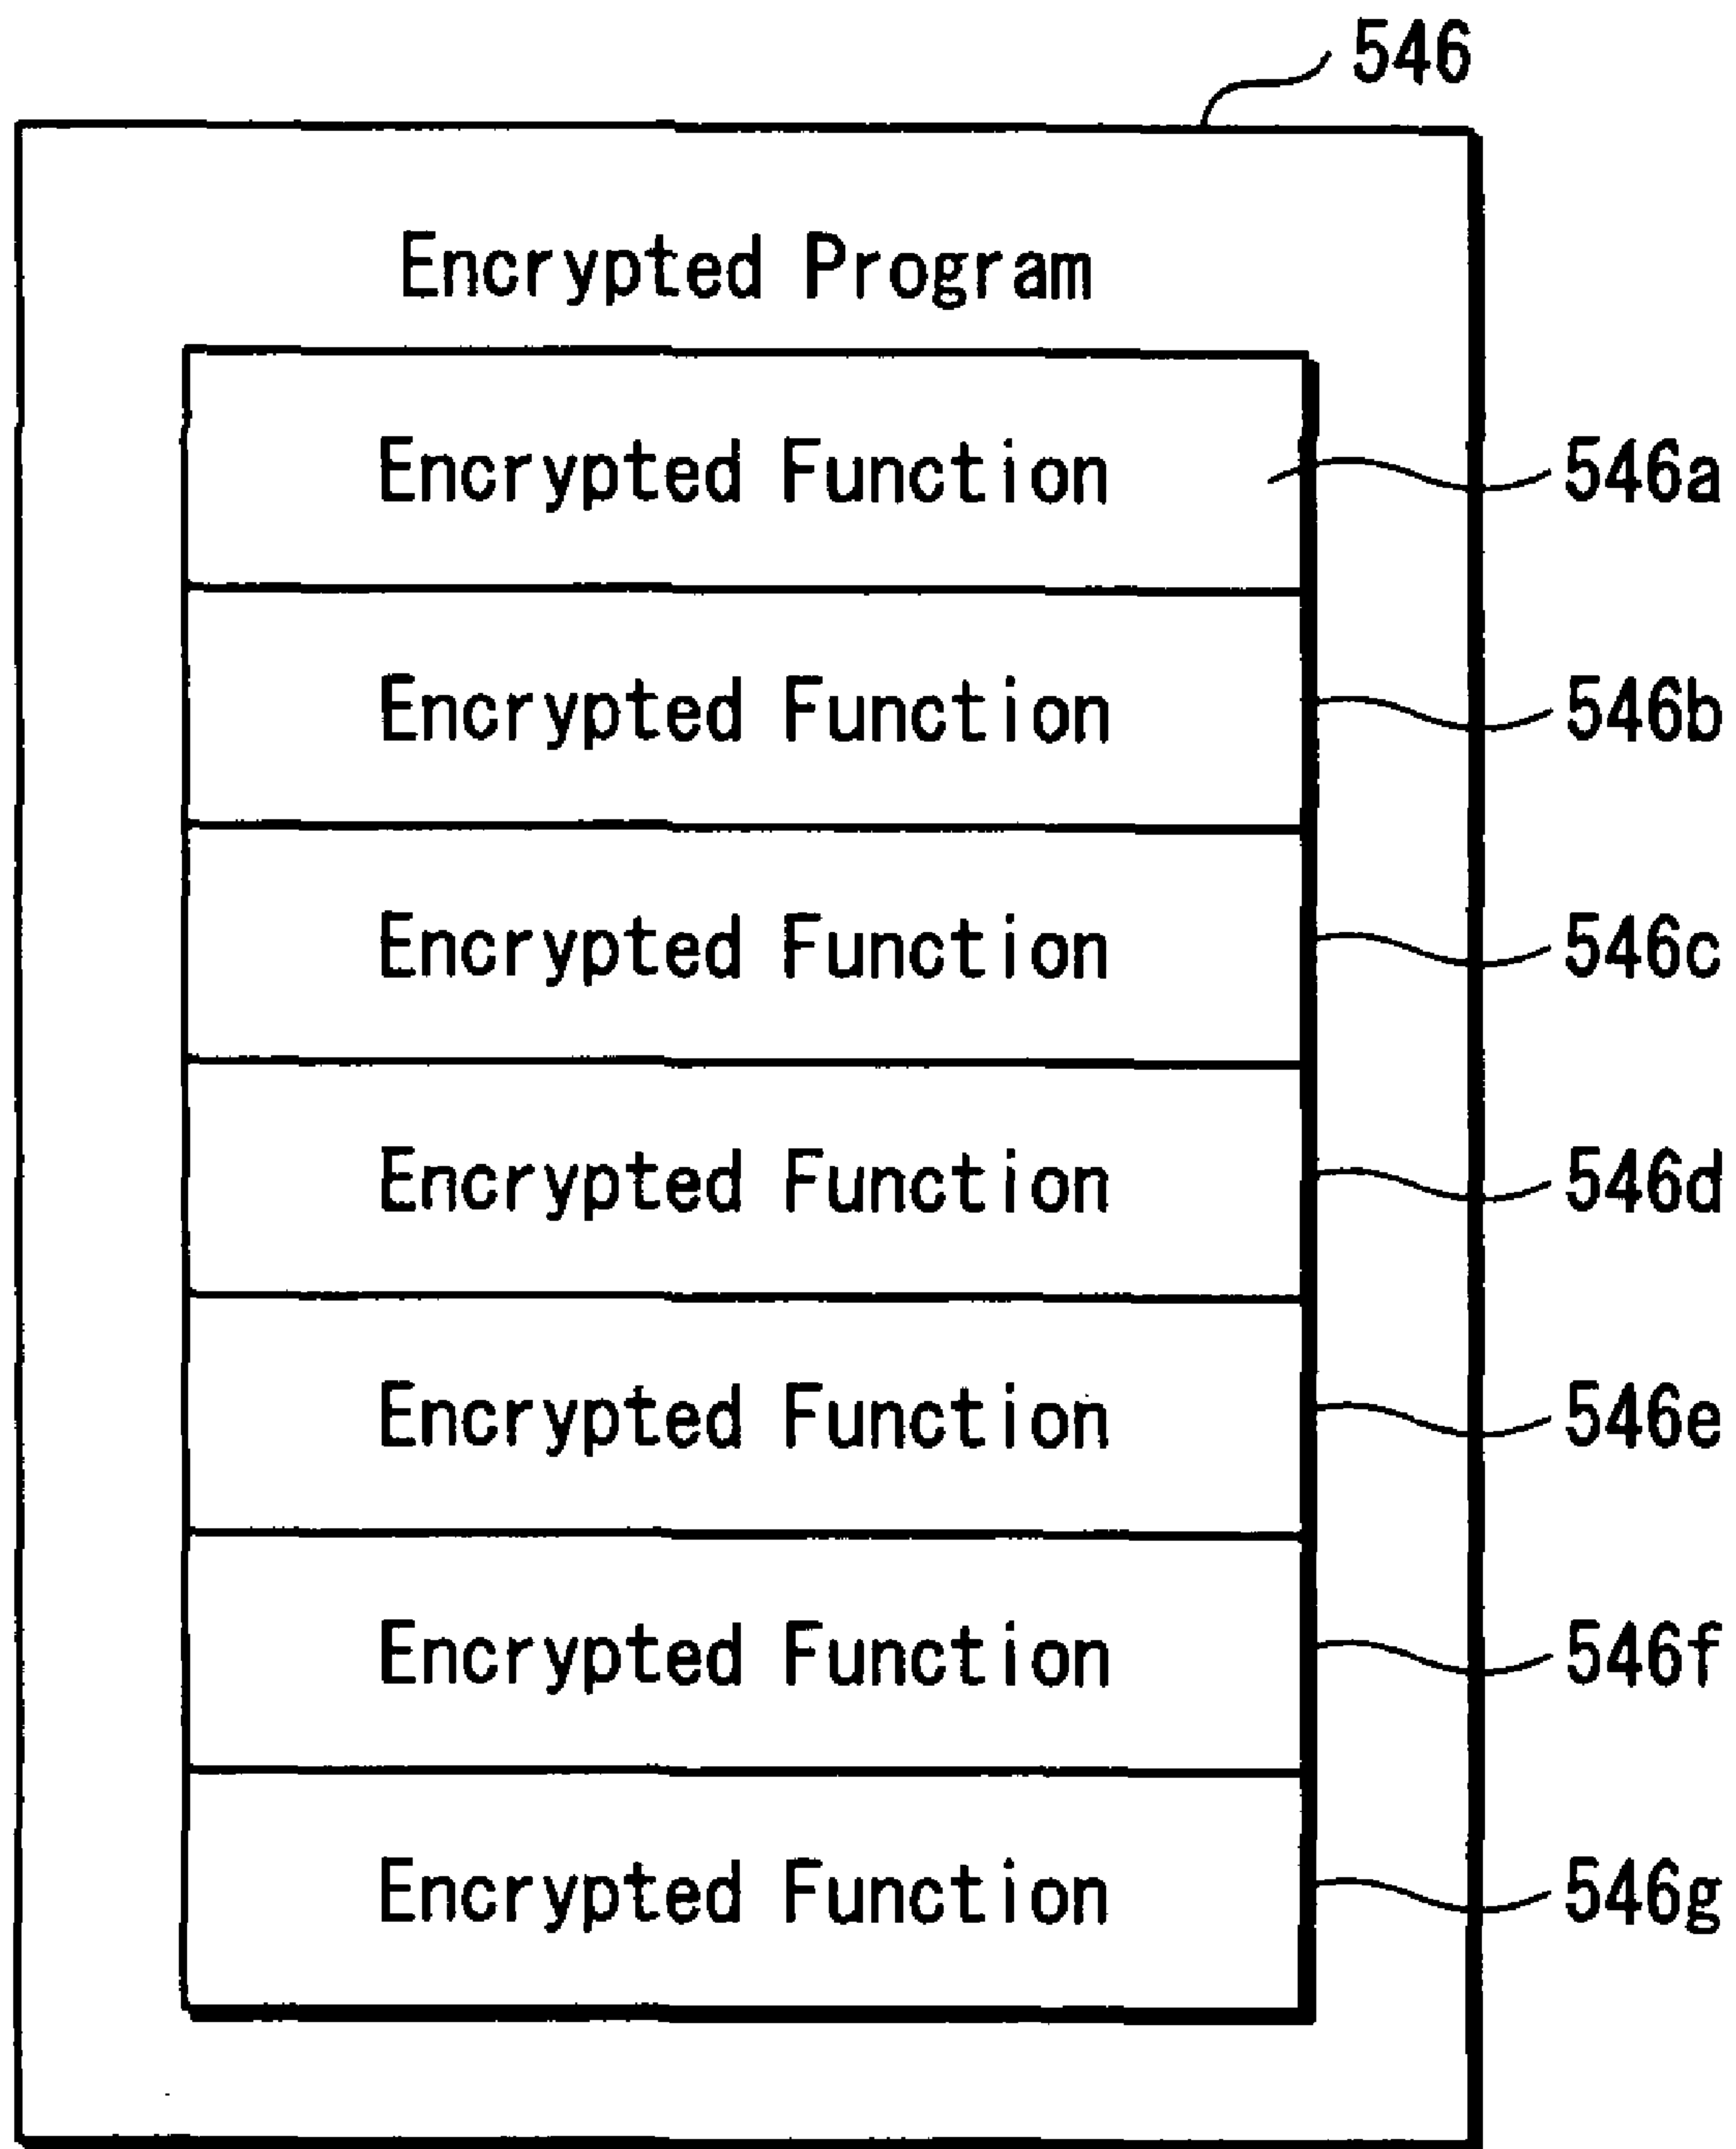 546
Encrypted Program
Encrypted Function 546a
Encrypted Function 546b
Encrypted Function 546c
Encrypted Function 546d
Encrypted Function 546e
Encrypted Function 546f
Encrypted Function 546g